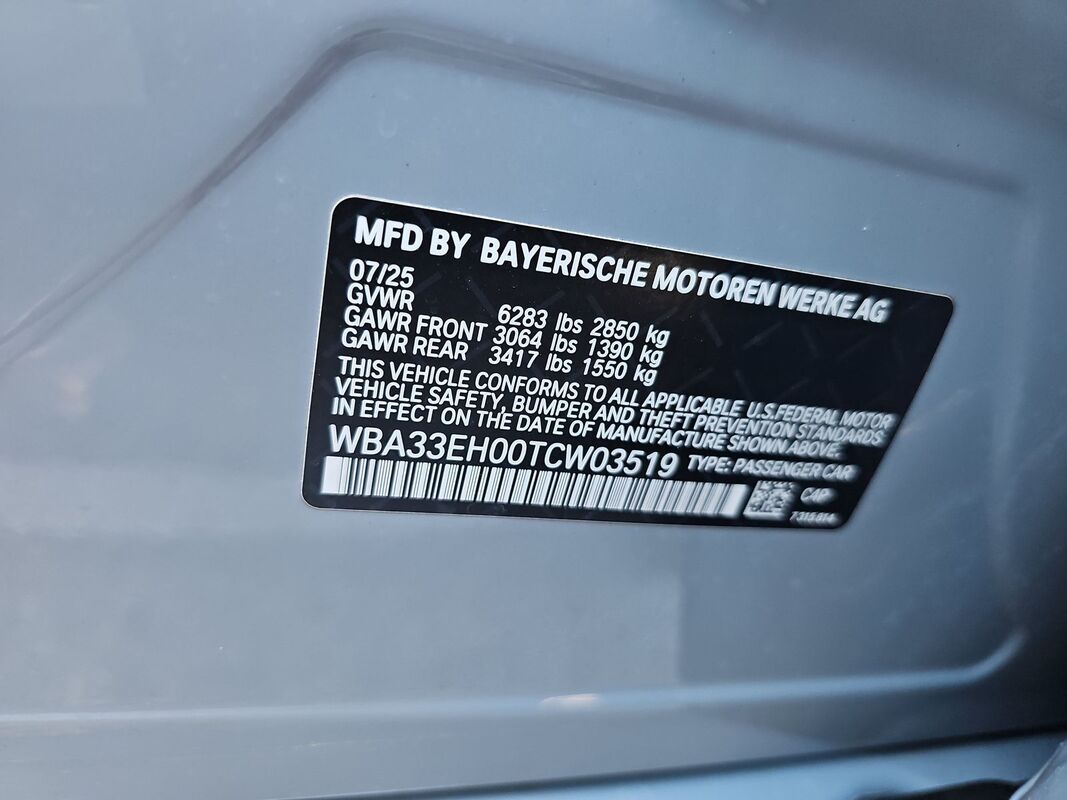 MFD BY BAYERISCHE MOTOREN WERKE AG
07/25
GVWR 6283 lbs 2850 kg
GAWR FRONT 3064 lbs 1390 kg
GAWR REAR 3417 lbs 1550 kg
THIS VEHICLE CONFORMS TO ALL APPLICABLE U.S.FEDERAL MOTOR
VEHICLE SAFETY, BUMPER AND THEFT PREVENTION STANDARDS
IN EFFECT ON THE DATE OF MANUFACTURE SHOWN ABOVE.
WBA33EH00TCW03519 TYPE: PASSENGER CAR
CAR